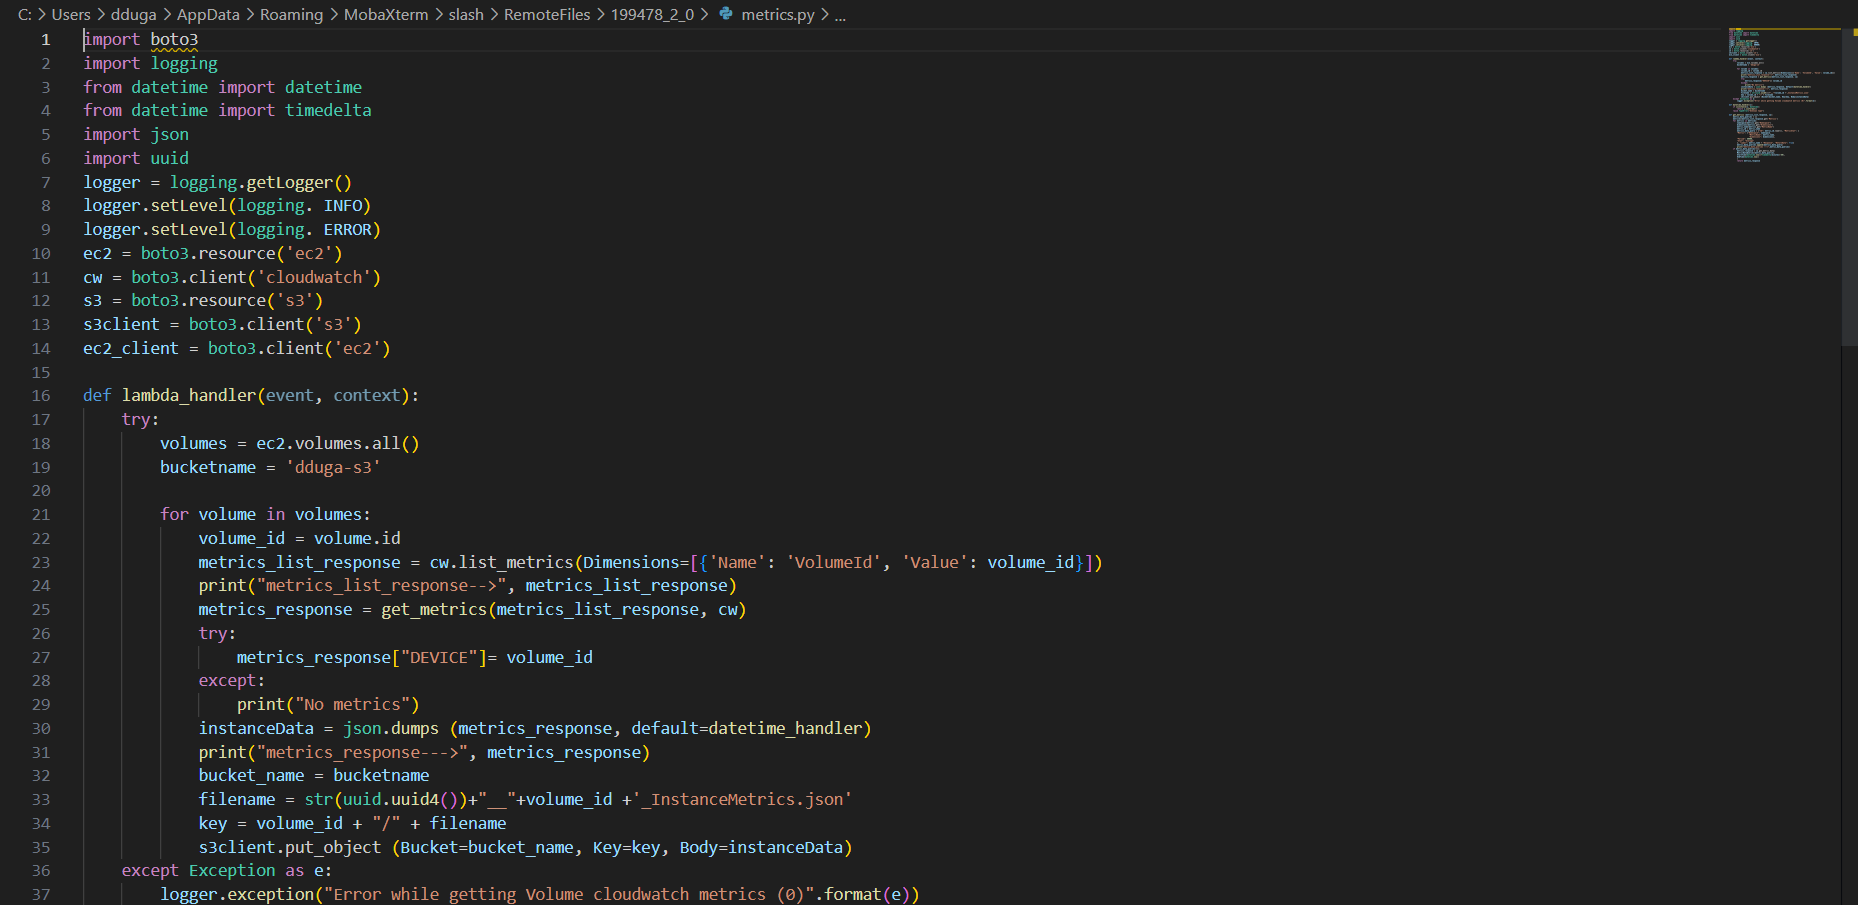 C: > Users > dduga > AppData > Roaming > MobaXterm > slash > RemoteFiles > 199478_2_0 > metrics.py > ...
1 import boto3
2 import logging
3 from datetime import datetime
4 from datetime import timedelta
5 import json
6 import uuid
7 logger = logging.getLogger()
8 logger.setLevel(logging. INFO)
9 logger.setLevel(logging. ERROR)
10 ec2 = boto3.resource('ec2')
11 cw = boto3.client('cloudwatch')
12 s3 = boto3.resource('s3')
13 s3client = boto3.client('s3')
14 ec2_client = boto3.client('ec2')
15
16 def lambda_handler(event, context):
17     try:
18         volumes = ec2.volumes.all()
19         bucketname = 'dduga-s3'
20
21         for volume in volumes:
22             volume_id = volume.id
23             metrics_list_response = cw.list_metrics(Dimensions=[{'Name': 'VolumeId', 'Value': volume_id}])
24             print("metrics_list_response-->", metrics_list_response)
25             metrics_response = get_metrics(metrics_list_response, cw)
26             try:
27                 metrics_response["DEVICE"]= volume_id
28             except:
29                 print("No metrics")
30             instanceData = json.dumps (metrics_response, default=datetime_handler)
31             print("metrics_response--->", metrics_response)
32             bucket_name = bucketname
33             filename = str(uuid.uuid4())+"__"+volume_id +'_InstanceMetrics.json'
34             key = volume_id + "/" + filename
35             s3client.put_object (Bucket=bucket_name, Key=key, Body=instanceData)
36     except Exception as e:
37         logger.exception("Error while getting Volume cloudwatch metrics (0)".format(e))